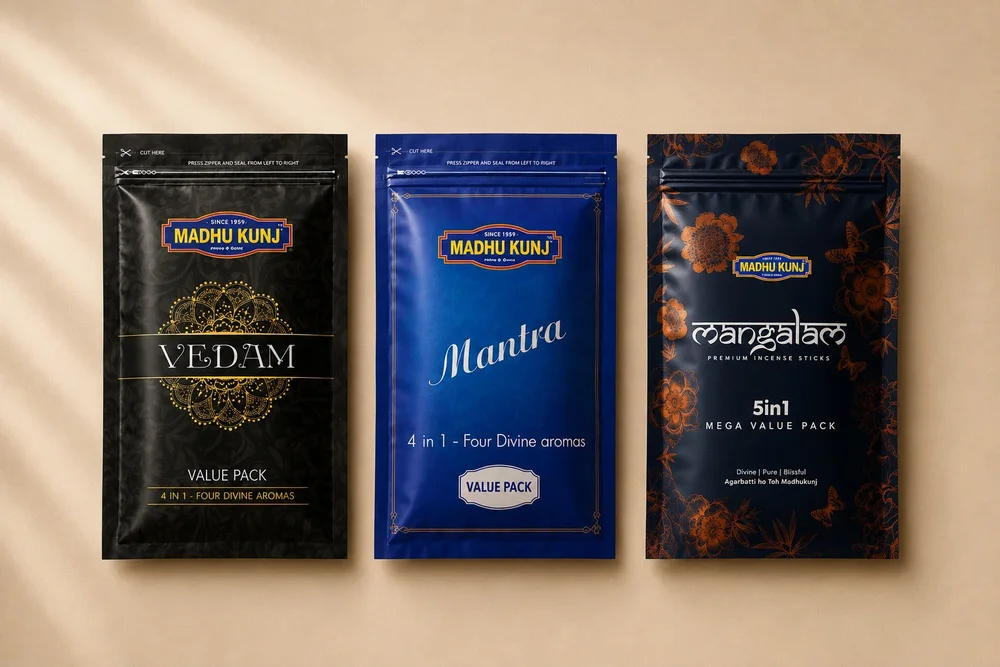 CUT HERE
PRESS ZIPPER AND SEAL FROM LEFT TO RIGHT
SINCE 1959
MADHU KUNJ
VEDAM
VALUE PACK
4 IN 1 - FOUR DIVINE AROMAS
CUT HERE
PRESS ZIPPER AND SEAL FROM LEFT TO RIGHT
SINCE 1959
MADHU KUNJ
Mantra
4 in 1 - Four Divine aromas
VALUE PACK
MADHU KUNJ
mangalam
PREMIUM INCENSE STICKS
5in1
MEGA VALUE PACK
Divine | Pure | Blissful
Agarbatti ho Toh Madhukunj